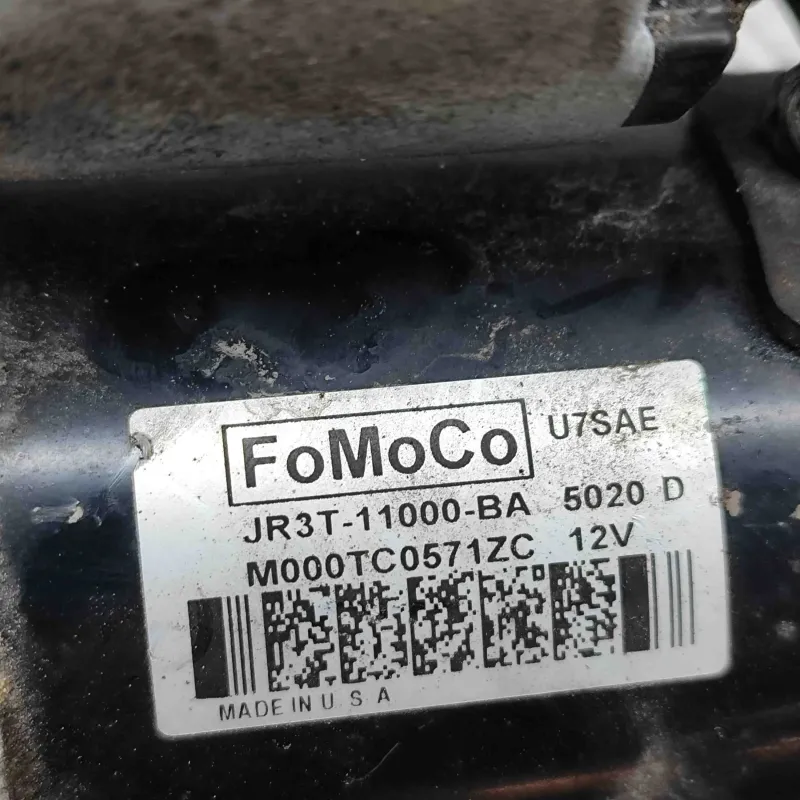 FoMoCo U7SAE
JR3T-11000-BA 5020 D
M000TC0571ZC 12V
MADE IN U S A